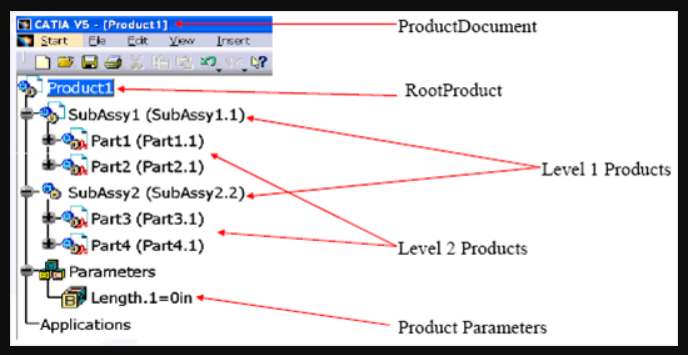 CATIA V5 - [Product1]
ProductDocument
Start File Edit View Insert
Product1
RootProduct
SubAssy1 (SubAssy1.1)
Part1 (Part1.1)
Part2 (Part2.1)
Level 1 Products
SubAssy2 (SubAssy2.2)
Part3 (Part3.1)
Part4 (Part4.1)
Level 2 Products
Parameters
Length.1=0in
Product Parameters
Applications